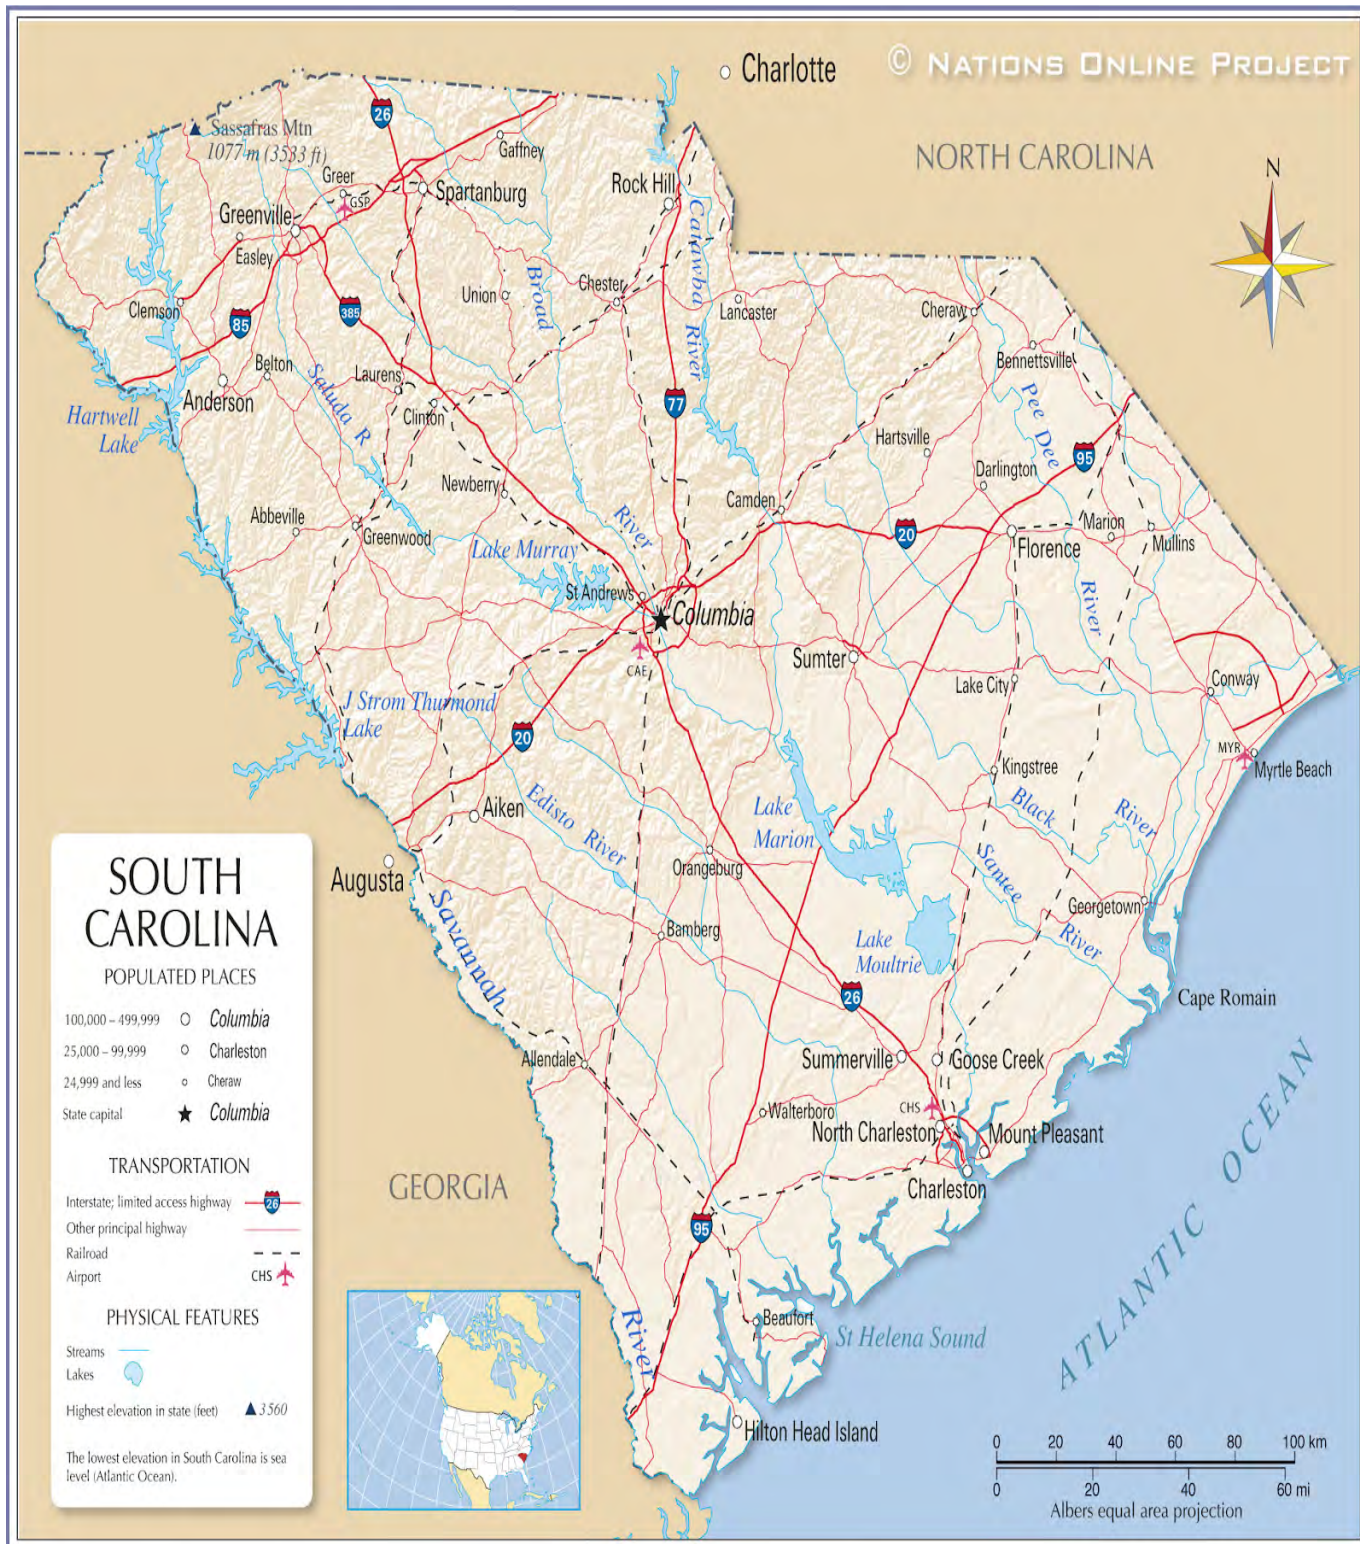 © NATIONS ONLINE PROJECT
Charlotte
NORTH CAROLINA
N
26
Sassafras Mtn
1077 m (3533 ft)
Gaffney
Greer
GSP
Spartanburg
Rock Hill
Greenville
Easley
Catawba
River
Broad
River
Union
Chester
Lancaster
Cheraw
Clemson
85
385
Bennettsville
Belton
Laurens
Saluda R
Anderson
Clinton
77
Pee Dee
River
Hartwell
Lake
Hartsville
95
Darlington
Newberry
Camden
Abbeville
Greenwood
Lake Murray
20
Florence
Marion
Mullins
St Andrews
Columbia
CAE
Sumter
Lake City
Conway
J Strom Thurmond
Lake
20
MYR
Myrtle Beach
Kingstree
Aiken
Edisto River
Lake
Marion
Black
River
Orangeburg
Santee
River
Augusta
Georgetown
Savannah
River
Bamberg
Lake
Moultrie
26
Cape Romain
Allendale
Summerville
Goose Creek
CHS
Walterboro
North Charleston
Mount Pleasant
Charleston
GEORGIA
95
Beaufort
St Helena Sound
ATLANTIC OCEAN
Hilton Head Island
SOUTH
CAROLINA
POPULATED PLACES
100,000 – 499,999 Columbia
25,000 – 99,999 Charleston
24,999 and less Cheraw
State capital Columbia
TRANSPORTATION
Interstate; limited access highway 26
Other principal highway
Railroad
Airport CHS
PHYSICAL FEATURES
Streams
Lakes
Highest elevation in state (feet) 3560
The lowest elevation in South Carolina is sea
level (Atlantic Ocean).
0 20 40 60 80 100 km
0 20 40 60 mi
Albers equal area projection